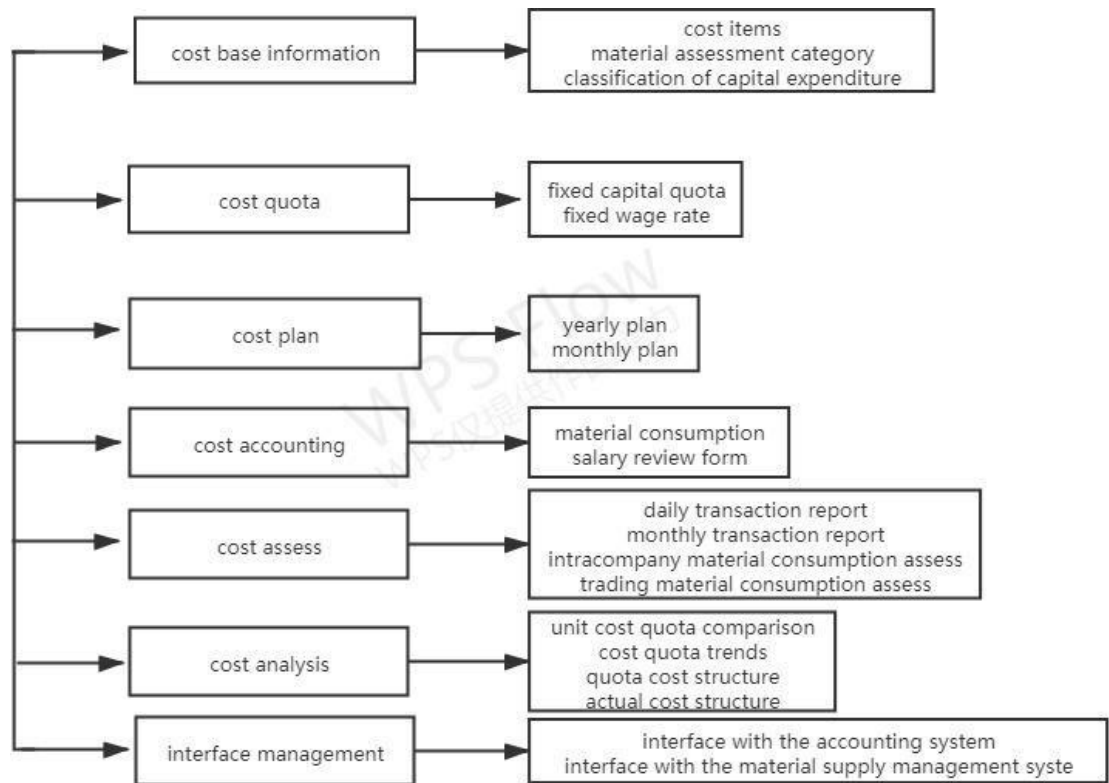 cost base information
cost items
material assessment category
classification of capital expenditure
cost quota
fixed capital quota
fixed wage rate
cost plan
yearly plan
monthly plan
cost accounting
material consumption
salary review form
cost assess
daily transaction report
monthly transaction report
intracompany material consumption assess
trading material consumption assess
cost analysis
unit cost quota comparison
cost quota trends
quota cost structure
actual cost structure
interface management
interface with the accounting system
interface with the material supply management syste
WPS Flow